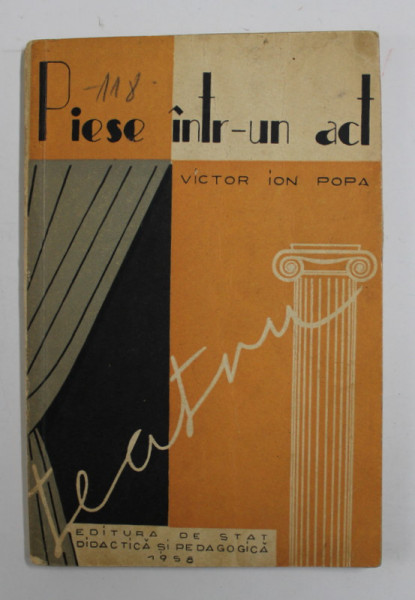 -118-
Piese într-un act
VICTOR ION POPA
teatru
EDITURA DE STAT
DIDACTICĂ ȘI PEDAGOGICĂ
1958